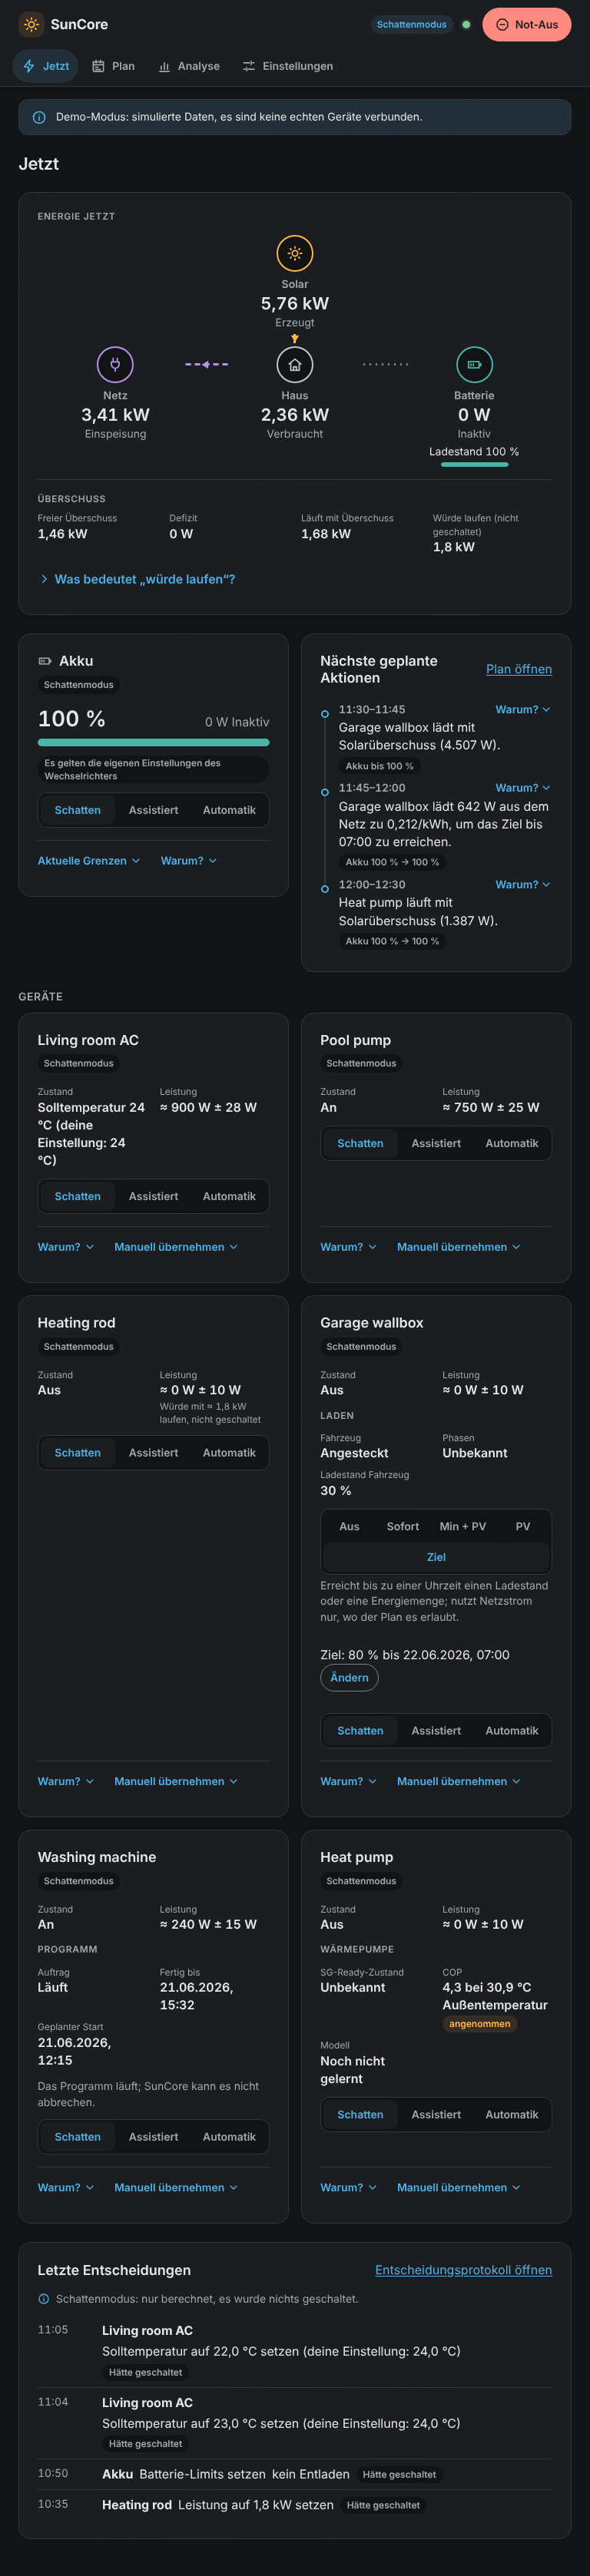 SunCore
Schattenmodus
Not-Aus
Jetzt
Plan
Analyse
Einstellungen
Demo-Modus: simulierte Daten, es sind keine echten Geräte verbunden.
Jetzt
ENERGIE JETZT
Solar
5,76 kW
Erzeugt
Netz
3,41 kW
Einspeisung
Haus
2,36 kW
Verbraucht
Batterie
0 W
Inaktiv
Ladestand 100 %
ÜBERSCHUSS
Freier Überschuss
1,46 kW
Defizit
0 W
Läuft mit Überschuss
1,68 kW
Würde laufen (nicht
geschaltet)
1,8 kW
Was bedeutet „würde laufen“?
Akku
Schattenmodus
100 %
0 W Inaktiv
Es gelten die eigenen Einstellungen des
Wechselrichters
Schatten
Assistiert
Automatik
Aktuelle Grenzen
Warum?
Nächste geplante
Aktionen
Plan öffnen
11:30–11:45
Warum?
Garage wallbox lädt mit
Solarüberschuss (4.507 W).
Akku bis 100 %
11:45–12:00
Warum?
Garage wallbox lädt 642 W aus dem
Netz zu 0,212/kWh, um das Ziel bis
07:00 zu erreichen.
Akku 100 % → 100 %
12:00–12:30
Warum?
Heat pump läuft mit
Solarüberschuss (1.387 W).
Akku 100 % → 100 %
GERÄTE
Living room AC
Schattenmodus
Zustand
Solltemperatur 24
°C (deine
Einstellung: 24
°C)
Leistung
≈ 900 W ± 28 W
Schatten
Assistiert
Automatik
Warum?
Manuell übernehmen
Pool pump
Schattenmodus
Zustand
An
Leistung
≈ 750 W ± 25 W
Schatten
Assistiert
Automatik
Warum?
Manuell übernehmen
Heating rod
Schattenmodus
Zustand
Aus
Leistung
≈ 0 W ± 10 W
Würde mit ≈ 1,8 kW
laufen, nicht geschaltet
Schatten
Assistiert
Automatik
Warum?
Manuell übernehmen
Garage wallbox
Schattenmodus
Zustand
Aus
Leistung
≈ 0 W ± 10 W
LADEN
Fahrzeug
Angesteckt
Phasen
Unbekannt
Ladestand Fahrzeug
30 %
Aus
Sofort
Min + PV
PV
Ziel
Erreicht bis zu einer Uhrzeit einen Ladestand
oder eine Energiemenge; nutzt Netzstrom
nur, wo der Plan es erlaubt.
Ziel: 80 % bis 22.06.2026, 07:00
Ändern
Schatten
Assistiert
Automatik
Warum?
Manuell übernehmen
Washing machine
Schattenmodus
Zustand
An
Leistung
≈ 240 W ± 15 W
PROGRAMM
Auftrag
Läuft
Fertig bis
21.06.2026,
15:32
Geplanter Start
21.06.2026,
12:15
Das Programm läuft; SunCore kann es nicht
abbrechen.
Schatten
Assistiert
Automatik
Warum?
Manuell übernehmen
Heat pump
Schattenmodus
Zustand
Aus
Leistung
≈ 0 W ± 10 W
WÄRMEPUMPE
SG-Ready-Zustand
Unbekannt
COP
4,3 bei 30,9 °C
Außentemperatur
angenommen
Modell
Noch nicht
gelernt
Schatten
Assistiert
Automatik
Warum?
Manuell übernehmen
Letzte Entscheidungen
Entscheidungsprotokoll öffnen
Schattenmodus: nur berechnet, es wurde nichts geschaltet.
11:05
Living room AC
Solltemperatur auf 22,0 °C setzen (deine Einstellung: 24,0 °C)
Hätte geschaltet
11:04
Living room AC
Solltemperatur auf 23,0 °C setzen (deine Einstellung: 24,0 °C)
Hätte geschaltet
10:50
Akku Batterie-Limits setzen kein Entladen Hätte geschaltet
10:35
Heating rod Leistung auf 1,8 kW setzen Hätte geschaltet